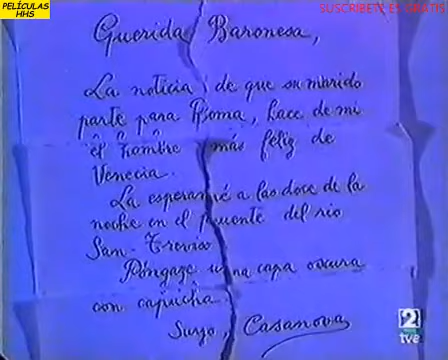 PELÍCULAS
HHS
SUSCRIBETE ES GRATIS
Querida Baronesa,
La noticia de que su marido
parte para Roma, hace de mi
el hombre más feliz de
Venecia.
La esperaré a las doce de la
noche en el puente del rio
San
Póngaze una capa oscura
con capucha.
Suyo, Casanova
2
tve